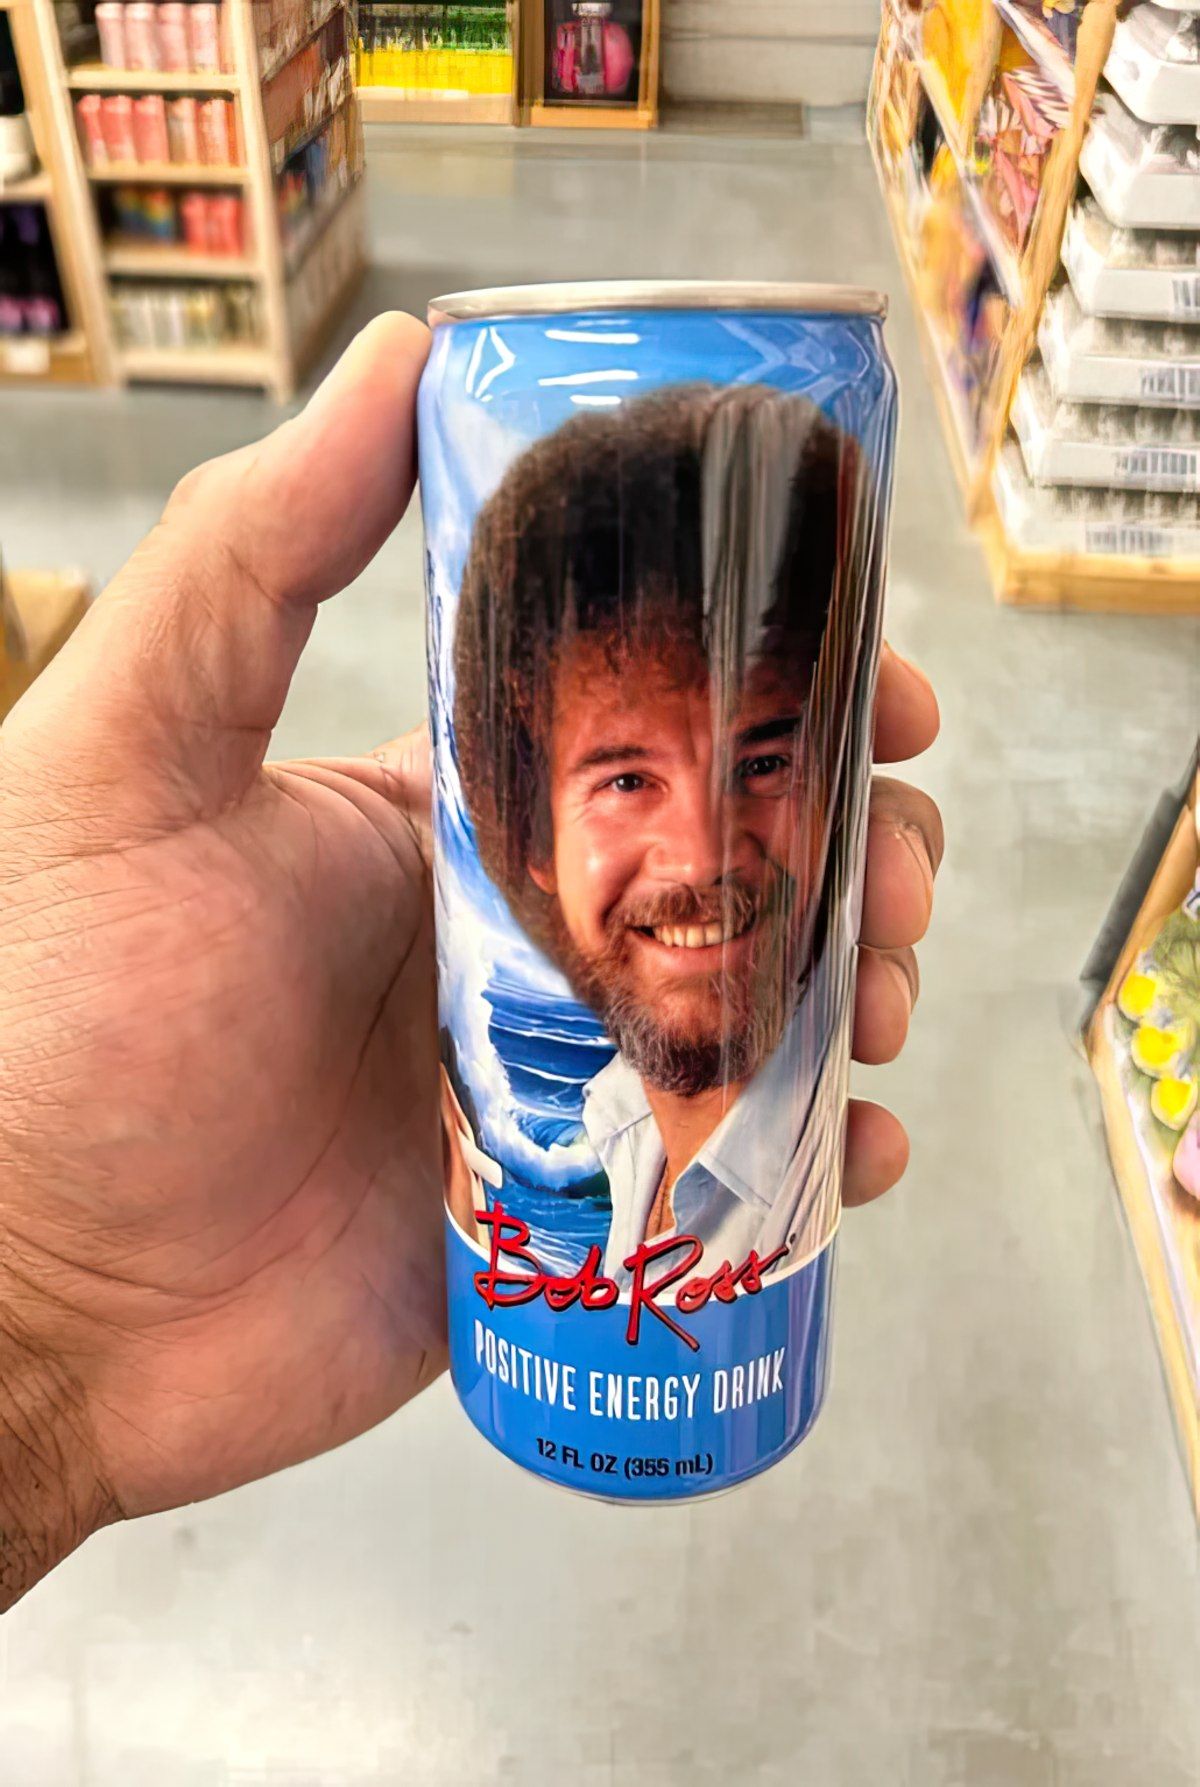 Bob Ross
POSITIVE ENERGY DRINK
12 FL OZ (355 mL)